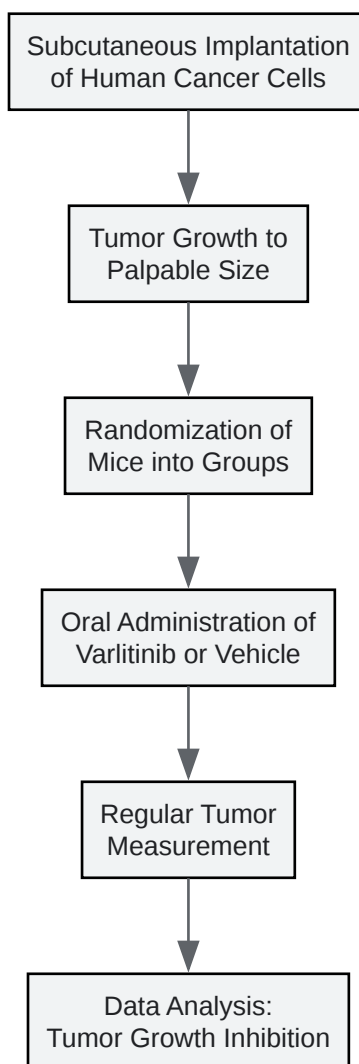 Subcutaneous Implantation
of Human Cancer Cells
Tumor Growth to
Palpable Size
Randomization of
Mice into Groups
Oral Administration of
Varlitinib or Vehicle
Regular Tumor
Measurement
Data Analysis:
Tumor Growth Inhibition